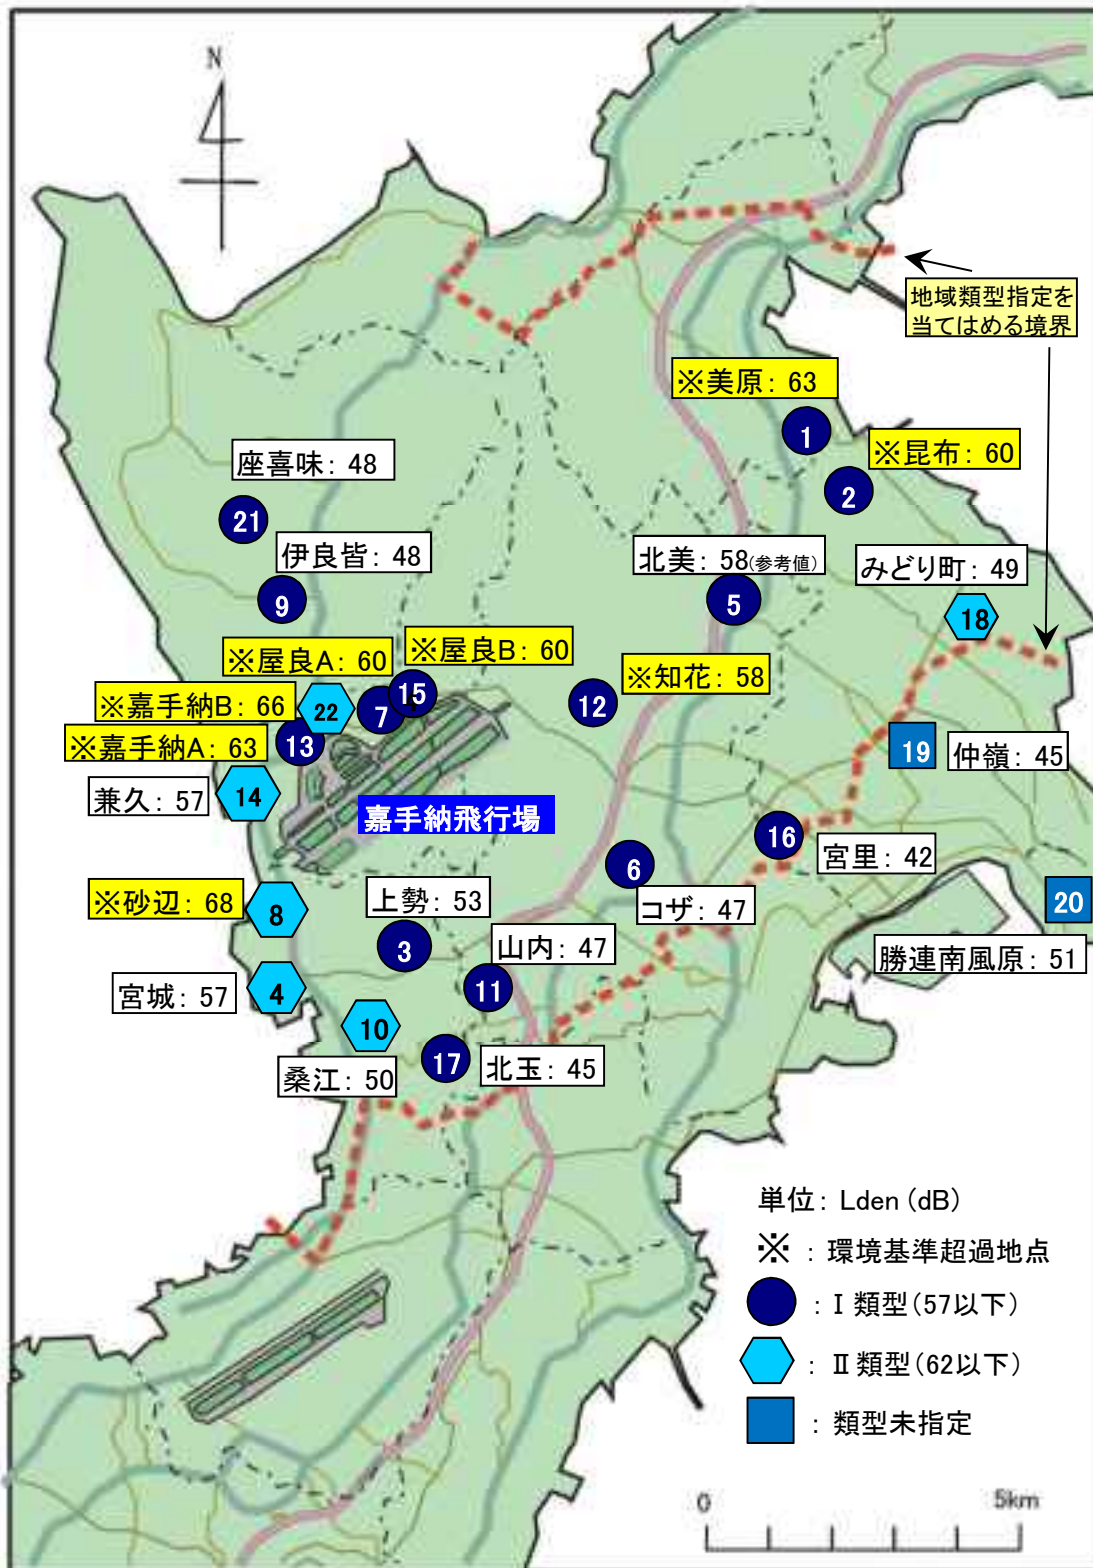 N
地域類型指定を
当てはめる境界
※美原: 63
1
※昆布: 60
2
座喜味: 48
21
伊良皆: 48
9
北美: 58(参考値)
5
みどり町: 49
18
※屋良A: 60
※屋良B: 60
15
7
22
※知花: 58
12
※嘉手納B: 66
13
※嘉手納A: 63
兼久: 57
14
嘉手納飛行場
19
仲嶺: 45
16
宮里: 42
6
コザ: 47
20
勝連南風原: 51
※砂辺: 68
8
上勢: 53
3
山内: 47
11
宮城: 57
4
10
桑江: 50
17
北玉: 45
単位: Lden (dB)
※ : 環境基準超過地点
: Ⅰ類型(57以下)
: Ⅱ類型(62以下)
: 類型未指定
0 5km